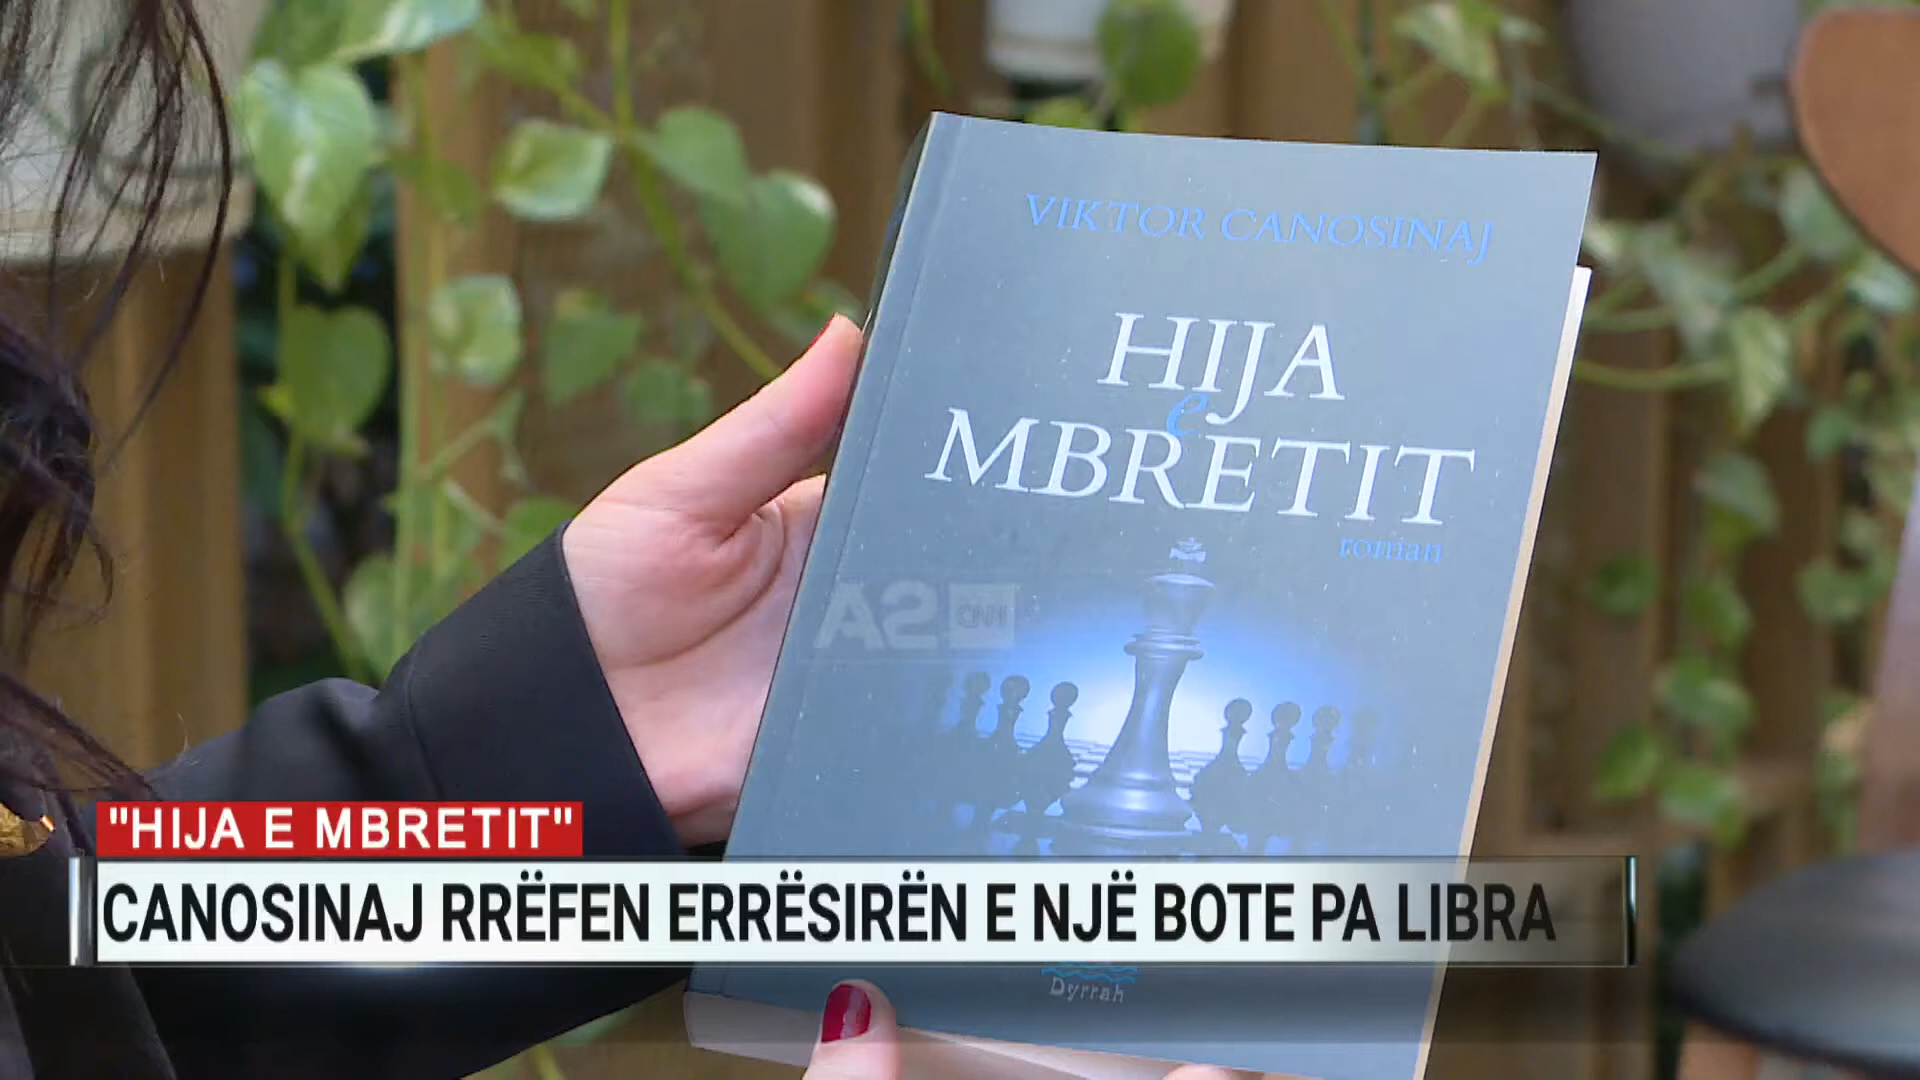 VIKTOR CANOSINAJ
HIJA
e
MBRETIT
roman
A2 CNN
"HIJA E MBRETIT"
CANOSINAJ RRËFEN ERRËSIRËN E NJË BOTE PA LIBRA
Dyrrah